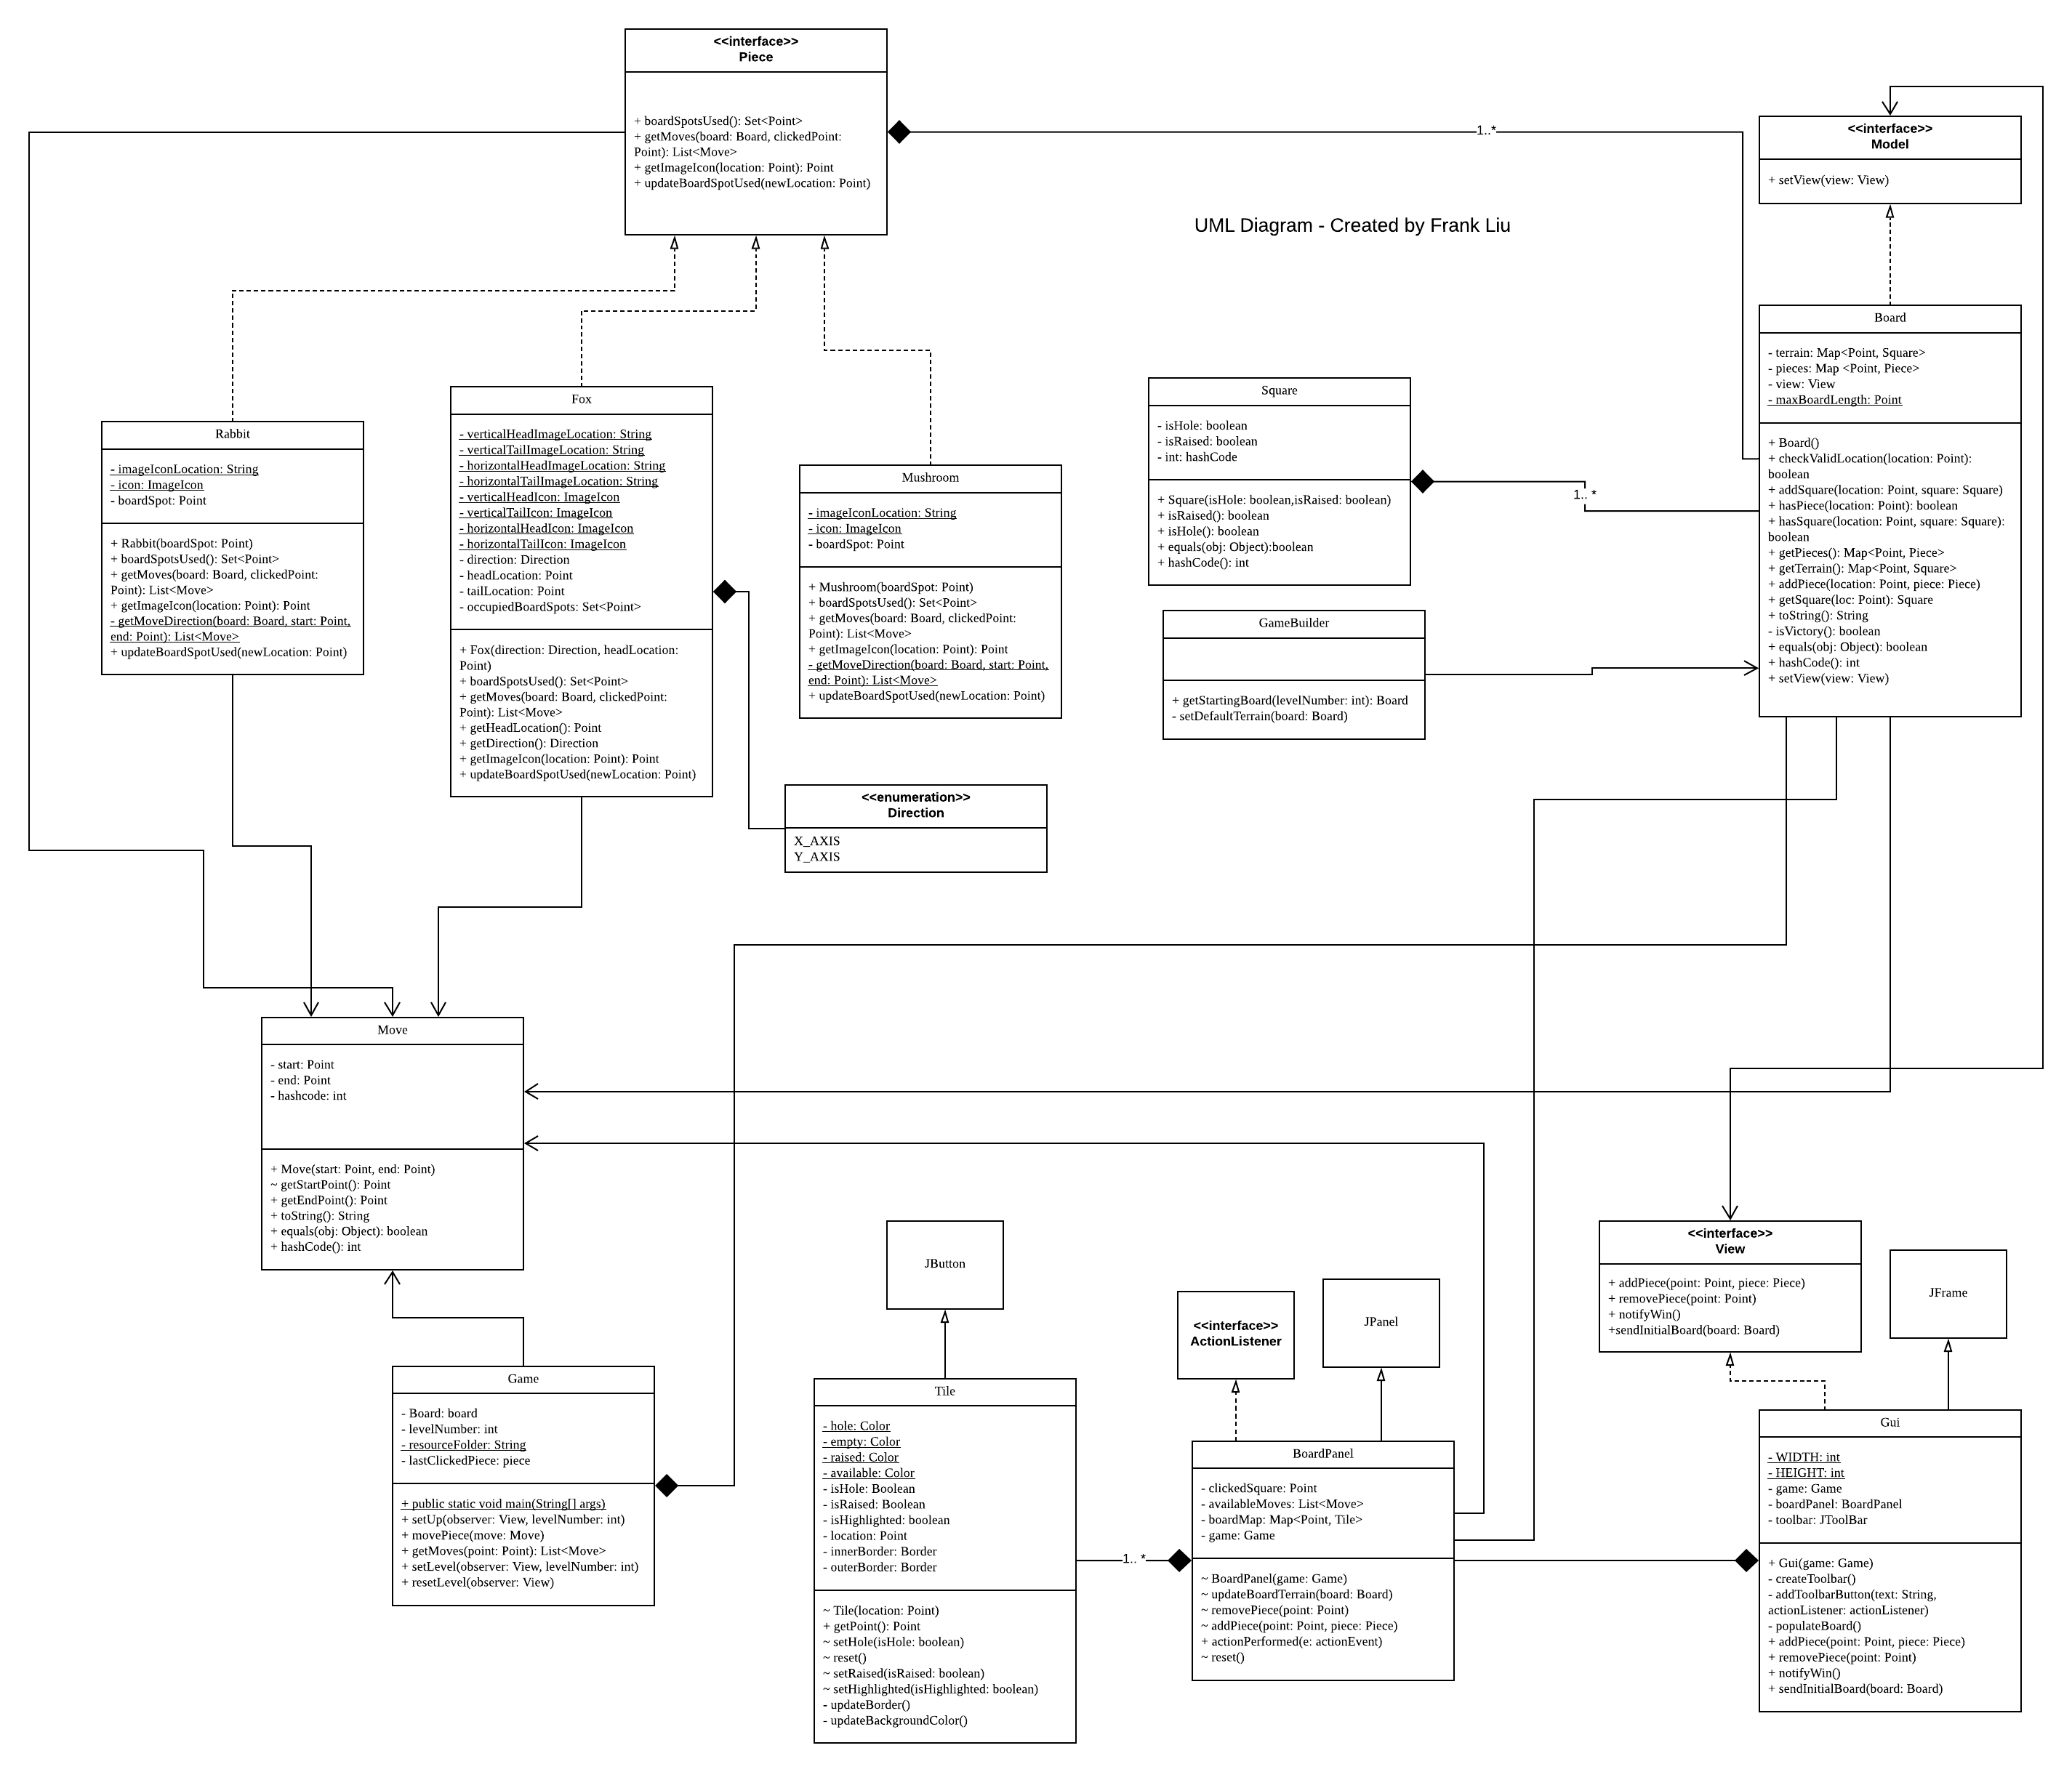 <<interface>>
Piece
+ boardSpotsUsed(): Set<Point>
+ getMoves(board: Board, clickedPoint:
Point): List<Move>
+ getImageIcon(location: Point): Point
+ updateBoardSpotUsed(newLocation: Point)
1..*
<<interface>>
Model
+ setView(view: View)
UML Diagram - Created by Frank Liu
Rabbit
- imageIconLocation: String
- icon: ImageIcon
- boardSpot: Point
+ Rabbit(boardSpot: Point)
+ boardSpotsUsed(): Set<Point>
+ getMoves(board: Board, clickedPoint:
Point): List<Move>
+ getImageIcon(location: Point): Point
- getMoveDirection(board: Board, start: Point,
end: Point): List<Move>
+ updateBoardSpotUsed(newLocation: Point)
Fox
- verticalHeadImageLocation: String
- verticalTailImageLocation: String
- horizontalHeadImageLocation: String
- horizontalTailImageLocation: String
- verticalHeadIcon: ImageIcon
- verticalTailIcon: ImageIcon
- horizontalHeadIcon: ImageIcon
- horizontalTailIcon: ImageIcon
- direction: Direction
- headLocation: Point
- tailLocation: Point
- occupiedBoardSpots: Set<Point>
+ Fox(direction: Direction, headLocation:
Point)
+ boardSpotsUsed(): Set<Point>
+ getMoves(board: Board, clickedPoint:
Point): List<Move>
+ getHeadLocation(): Point
+ getDirection(): Direction
+ getImageIcon(location: Point): Point
+ updateBoardSpotUsed(newLocation: Point)
Mushroom
- imageIconLocation: String
- icon: ImageIcon
- boardSpot: Point
+ Mushroom(boardSpot: Point)
+ boardSpotsUsed(): Set<Point>
+ getMoves(board: Board, clickedPoint:
Point): List<Move>
+ getImageIcon(location: Point): Point
- getMoveDirection(board: Board, start: Point,
end: Point): List<Move>
+ updateBoardSpotUsed(newLocation: Point)
<<enumeration>>
Direction
X_AXIS
Y_AXIS
Square
- isHole: boolean
- isRaised: boolean
- int: hashCode
+ Square(isHole: boolean,isRaised: boolean)
+ isRaised(): boolean
+ isHole(): boolean
+ equals(obj: Object):boolean
+ hashCode(): int
1.. *
GameBuilder
+ getStartingBoard(levelNumber: int): Board
- setDefaultTerrain(board: Board)
Board
- terrain: Map<Point, Square>
- pieces: Map <Point, Piece>
- view: View
- maxBoardLength: Point
+ Board()
+ checkValidLocation(location: Point):
boolean
+ addSquare(location: Point, square: Square)
+ hasPiece(location: Point): boolean
+ hasSquare(location: Point, square: Square):
boolean
+ getPieces(): Map<Point, Piece>
+ getTerrain(): Map<Point, Square>
+ addPiece(location: Point, piece: Piece)
+ getSquare(loc: Point): Square
+ toString(): String
- isVictory(): boolean
+ equals(obj: Object): boolean
+ hashCode(): int
+ setView(view: View)
Move
- start: Point
- end: Point
- hashcode: int
+ Move(start: Point, end: Point)
~ getStartPoint(): Point
+ getEndPoint(): Point
+ toString(): String
+ equals(obj: Object): boolean
+ hashCode(): int
Game
- Board: board
- levelNumber: int
- resourceFolder: String
- lastClickedPiece: piece
+ public static void main(String[] args)
+ setUp(observer: View, levelNumber: int)
+ movePiece(move: Move)
+ getMoves(point: Point): List<Move>
+ setLevel(observer: View, levelNumber: int)
+ resetLevel(observer: View)
JButton
Tile
- hole: Color
- empty: Color
- raised: Color
- available: Color
- isHole: Boolean
- isRaised: Boolean
- isHighlighted: boolean
- location: Point
- innerBorder: Border
- outerBorder: Border
~ Tile(location: Point)
+ getPoint(): Point
~ setHole(isHole: boolean)
~ reset()
~ setRaised(isRaised: boolean)
~ setHighlighted(isHighlighted: boolean)
- updateBorder()
- updateBackgroundColor()
1.. *
<<interface>>
ActionListener
JPanel
BoardPanel
- clickedSquare: Point
- availableMoves: List<Move>
- boardMap: Map<Point, Tile>
- game: Game
~ BoardPanel(game: Game)
~ updateBoardTerrain(board: Board)
~ removePiece(point: Point)
~ addPiece(point: Point, piece: Piece)
+ actionPerformed(e: actionEvent)
~ reset()
<<interface>>
View
+ addPiece(point: Point, piece: Piece)
+ removePiece(point: Point)
+ notifyWin()
+sendInitialBoard(board: Board)
JFrame
Gui
- WIDTH: int
- HEIGHT: int
- game: Game
- boardPanel: BoardPanel
- toolbar: JToolBar
+ Gui(game: Game)
- createToolbar()
- addToolbarButton(text: String,
actionListener: actionListener)
- populateBoard()
+ addPiece(point: Point, piece: Piece)
+ removePiece(point: Point)
+ notifyWin()
+ sendInitialBoard(board: Board)